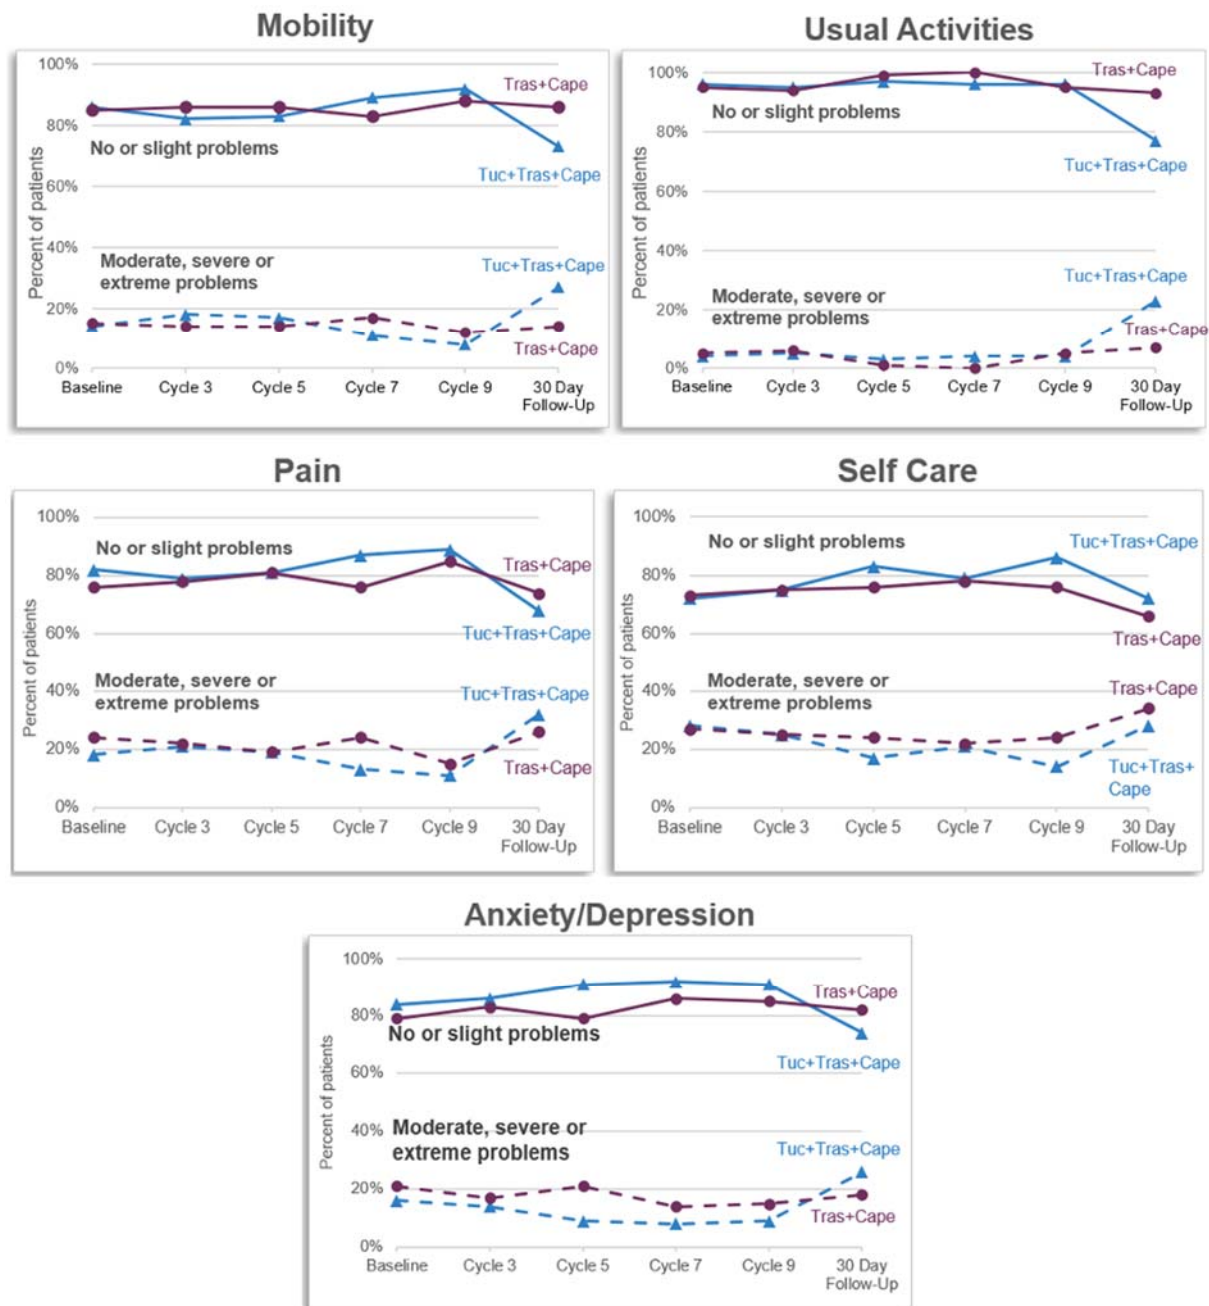 Mobility
100%
80%
60%
40%
20%
0%
Percent of patients
Tras+Cape
No or slight problems
Tuc+Tras+Cape
Moderate, severe or
extreme problems
Tuc+Tras+Cape
Tras+Cape
Baseline Cycle 3 Cycle 5 Cycle 7 Cycle 9 30 Day
Follow-Up
Usual Activities
100%
80%
60%
40%
20%
0%
Percent of patients
Tras+Cape
No or slight problems
Tuc+Tras+Cape
Tuc+Tras+Cape
Moderate, severe or
extreme problems
Tras+Cape
Baseline Cycle 3 Cycle 5 Cycle 7 Cycle 9 30 Day
Follow-Up
Pain
100%
80%
60%
40%
20%
0%
Percent of patients
No or slight problems
Tras+Cape
Tuc+Tras+Cape
Moderate, severe or
extreme problems
Tuc+Tras+Cape
Tras+Cape
Baseline Cycle 3 Cycle 5 Cycle 7 Cycle 9 30 Day
Follow-Up
Self Care
100%
80%
60%
40%
20%
0%
Percent of patients
No or slight problems
Tuc+Tras+Cape
Tras+Cape
Moderate, severe or
extreme problems
Tras+Cape
Tuc+Tras+
Cape
Baseline Cycle 3 Cycle 5 Cycle 7 Cycle 9 30 Day
Follow-Up
Anxiety/Depression
100%
80%
60%
40%
20%
0%
Percent of patients
Tras+Cape
No or slight problems
Tuc+Tras+Cape
Moderate, severe or
extreme problems
Tuc+Tras+Cape
Tras+Cape
Baseline Cycle 3 Cycle 5 Cycle 7 Cycle 9 30 Day
Follow-Up